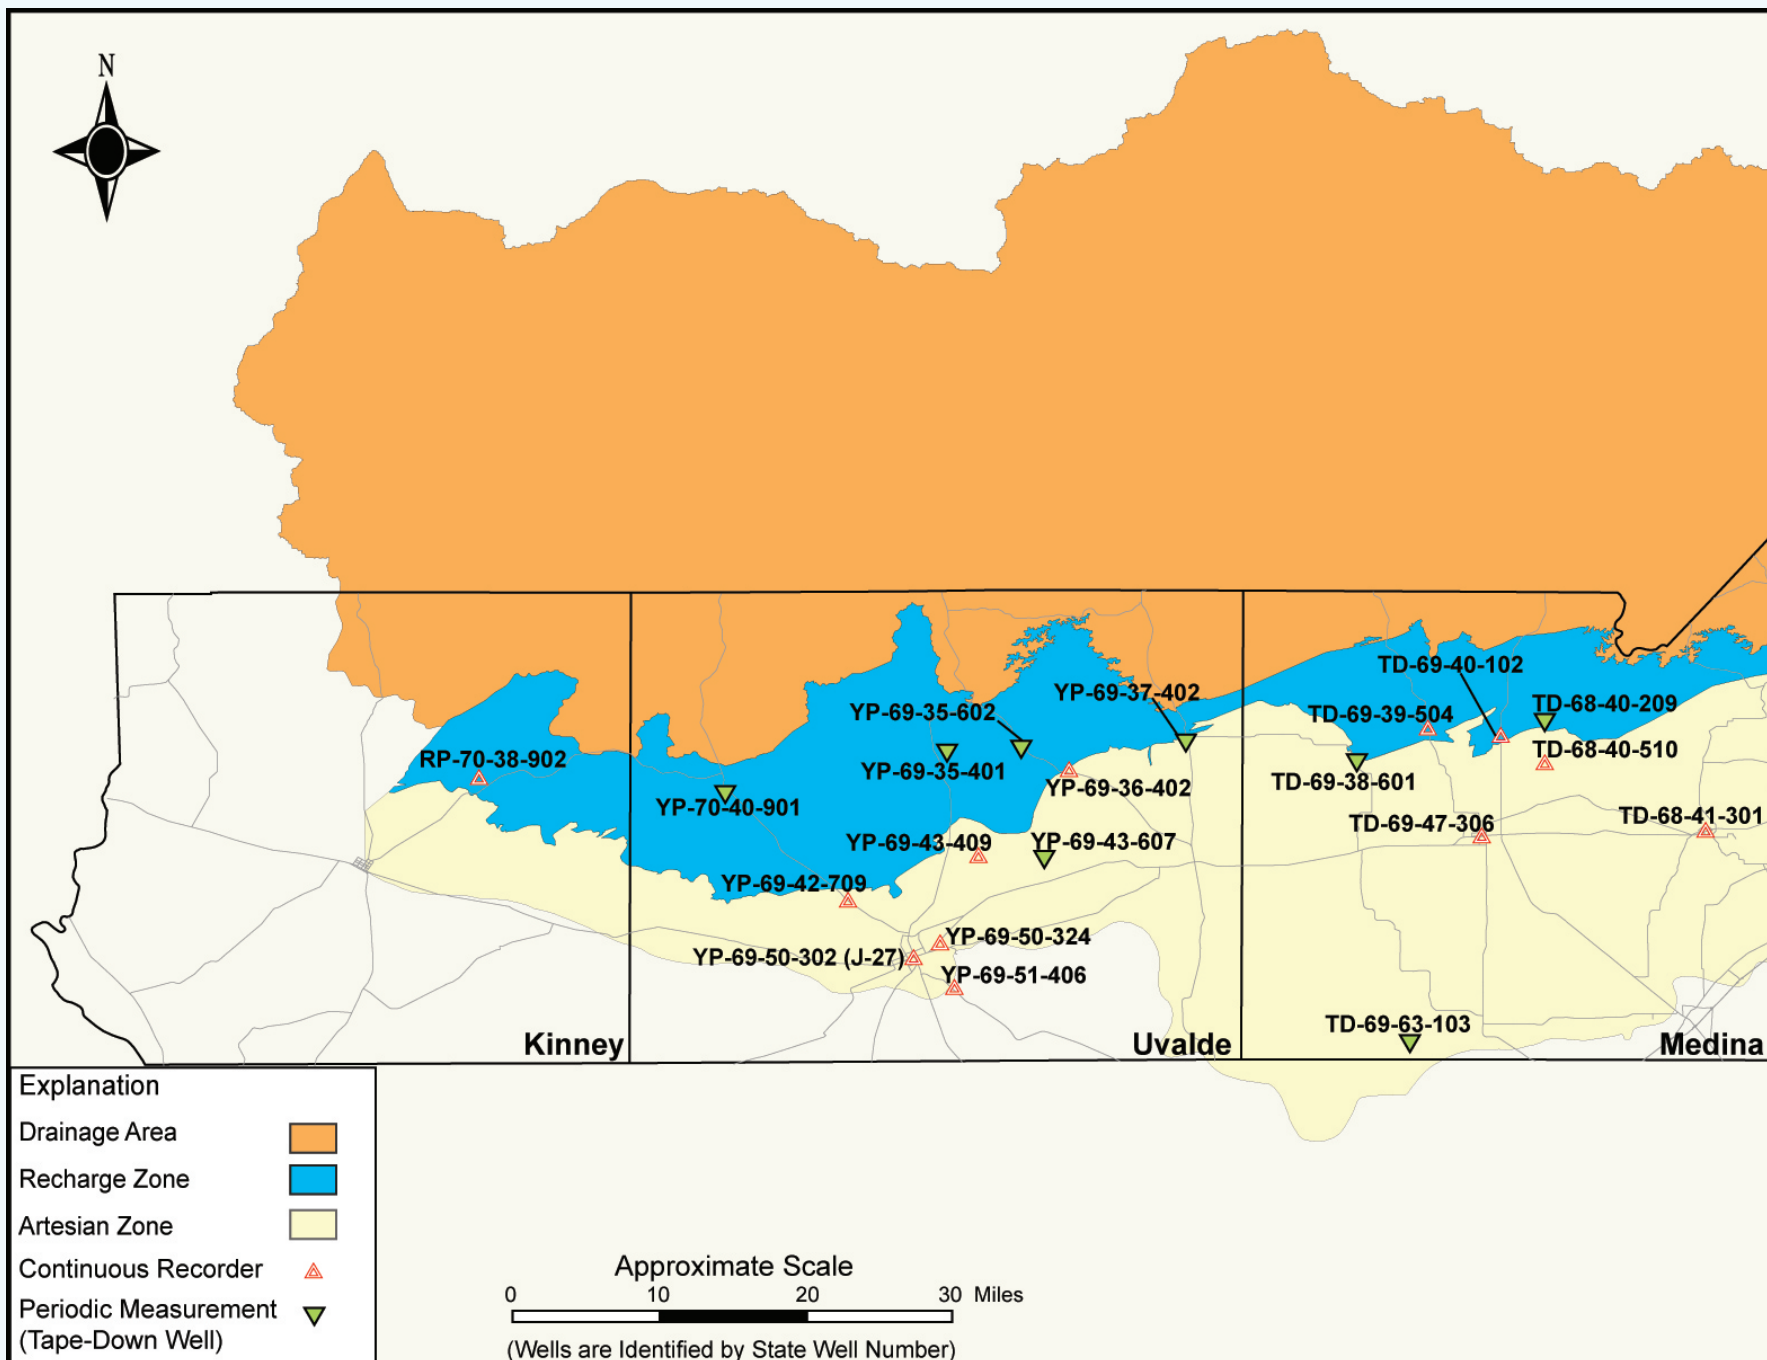 N
TD-69-40-102
YP-69-37-402
YP-69-35-602
TD-69-39-504
TD-68-40-209
RP-70-38-902
YP-69-35-401
TD-68-40-510
YP-69-36-402
TD-69-38-601
YP-70-40-901
TD-69-47-306
TD-68-41-301
YP-69-43-409
YP-69-43-607
YP-69-42-709
YP-69-50-324
YP-69-50-302 (J-27)
YP-69-51-406
TD-69-63-103
Kinney
Uvalde
Medina
Explanation
Drainage Area
Recharge Zone
Artesian Zone
Continuous Recorder
Periodic Measurement
(Tape-Down Well)
Approximate Scale
0 10 20 30 Miles
(Wells are Identified by State Well Number)